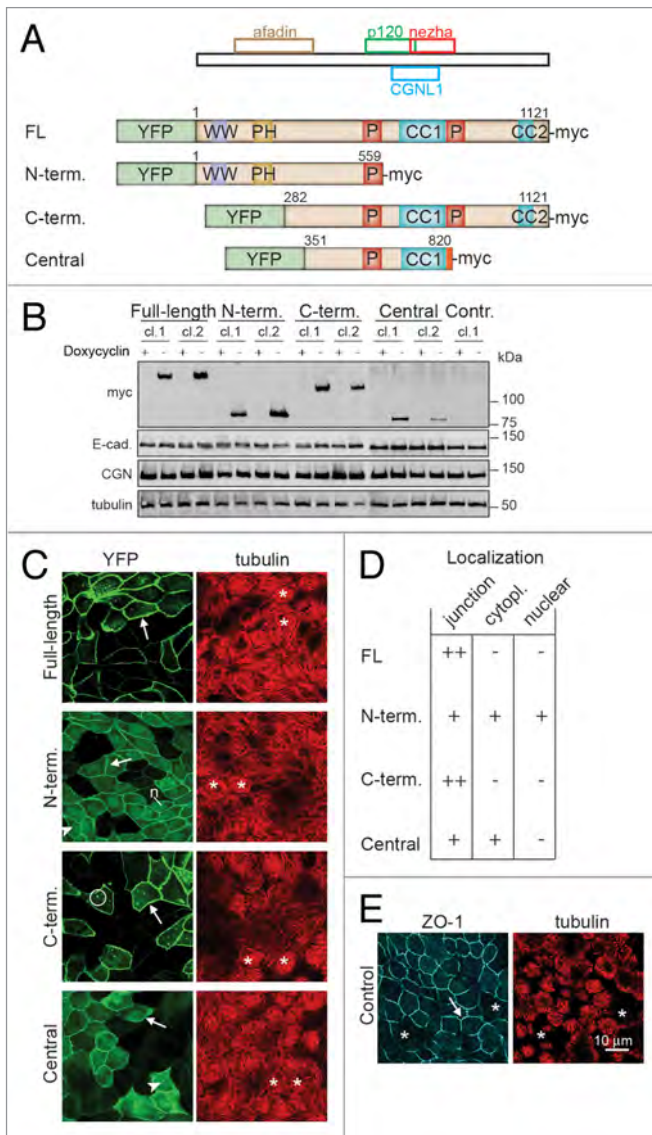 A
afadin
p120 nezha
CGNL1
1 1121
FL YFP WW PH P CC1 P CC2 -myc
1 559
N-term. YFP WW PH P -myc
282 1121
C-term. YFP P CC1 P CC2 -myc
351 820
Central YFP P CC1 -myc
B
Full-length N-term. C-term. Central Contr.
cl.1 cl.2 cl.1 cl.2 cl.1 cl.2 cl.1 cl.2 cl.1
Doxycyclin + - + - + - + - + - + - + - + - + -
kDa
myc
100
75
E-cad. 150
CGN 150
tubulin 50
C
YFP tubulin
Full-length
* *
N-term.
n
* *
C-term.
* *
Central
* *
D
Localization
junction cytopl. nuclear
FL ++ - -
N-term. + + +
C-term. ++ - -
Central + + -
E
ZO-1 tubulin
Control
* * * *
10 µm